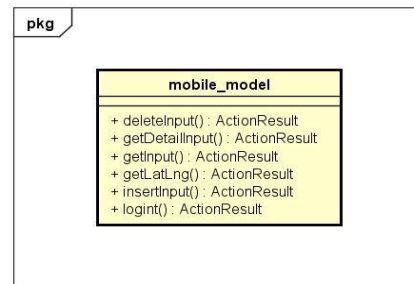 pkg
mobile_model
+ deleteInput() : ActionResult
+ getDetailInput() : ActionResult
+ getInput() : ActionResult
+ getLatLng() : ActionResult
+ insertInput() : ActionResult
+ logint() : ActionResult